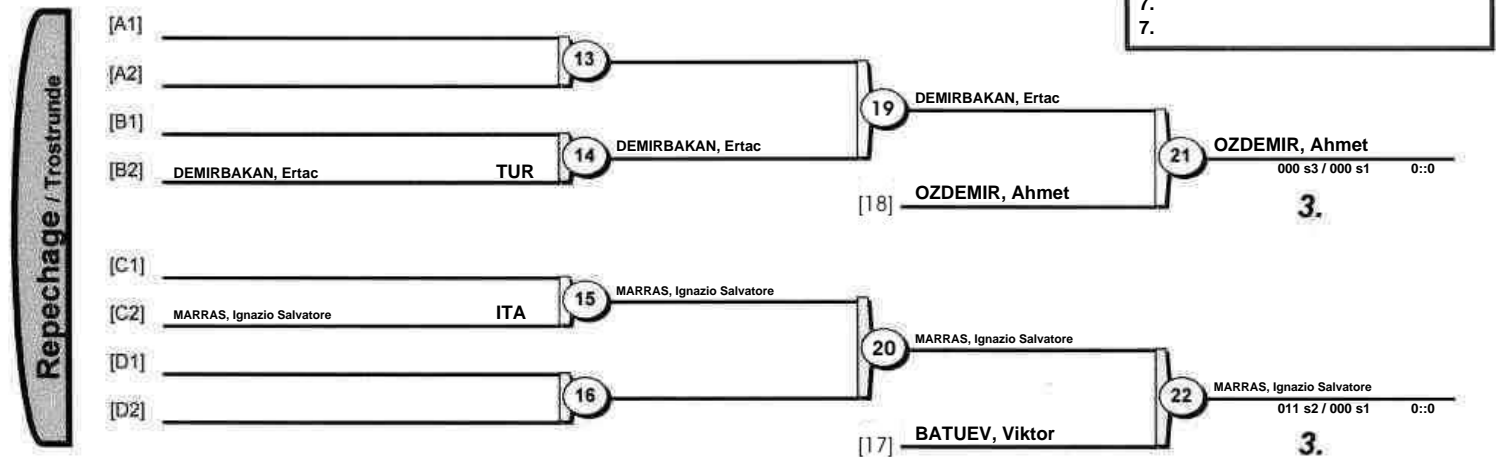 7.
7.
Repechage / Trostrunde
[A1]
[A2]
13
[B1]
[B2]
DEMIRBAKAN, Ertac
TUR
14
DEMIRBAKAN, Ertac
19
DEMIRBAKAN, Ertac
[18]
OZDEMIR, Ahmet
21
OZDEMIR, Ahmet
000 s3 / 000 s1 0::0
3.
[C1]
[C2]
MARRAS, Ignazio Salvatore
ITA
15
MARRAS, Ignazio Salvatore
[D1]
[D2]
16
20
MARRAS, Ignazio Salvatore
[17]
BATUEV, Viktor
22
MARRAS, Ignazio Salvatore
011 s2 / 000 s1 0::0
3.